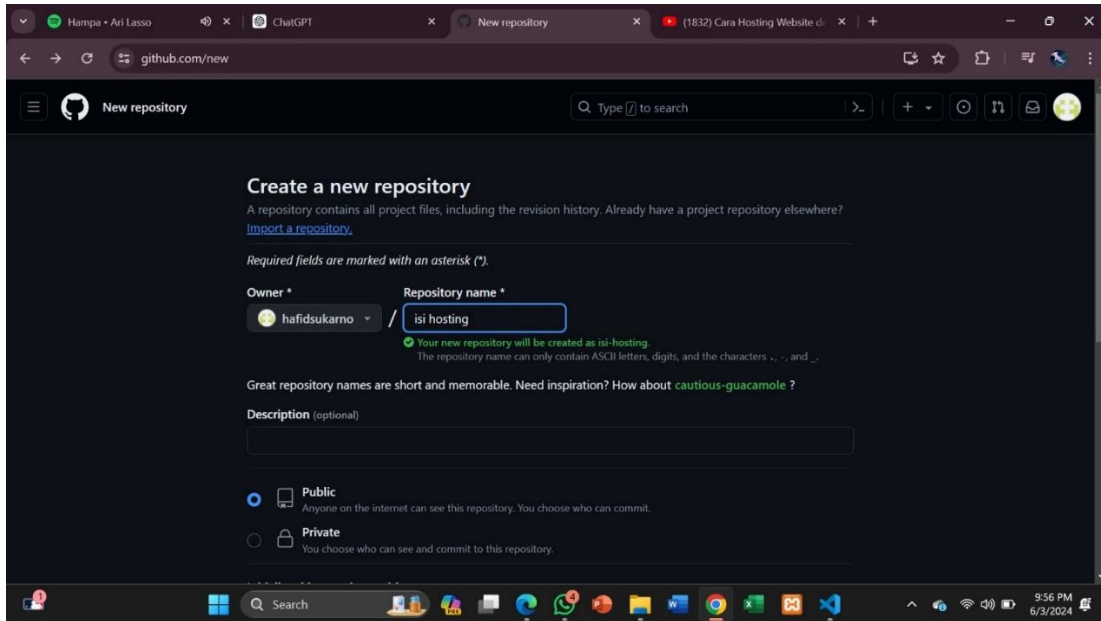 Hampa • Ari Lasso
ChatGPT
New repository
(1832) Cara Hosting Website de
github.com/new
New repository
Type / to search
Create a new repository
A repository contains all project files, including the revision history. Already have a project repository elsewhere?
Import a repository.
Required fields are marked with an asterisk (*).
Owner * Repository name *
hafidsukarno / isi hosting
Your new repository will be created as isi-hosting.
The repository name can only contain ASCII letters, digits, and the characters ., -, and _.
Great repository names are short and memorable. Need inspiration? How about cautious-guacamole ?
Description (optional)
Public
Anyone on the internet can see this repository. You choose who can commit.
Private
You choose who can see and commit to this repository.
1
Search
4
9:56 PM
6/3/2024